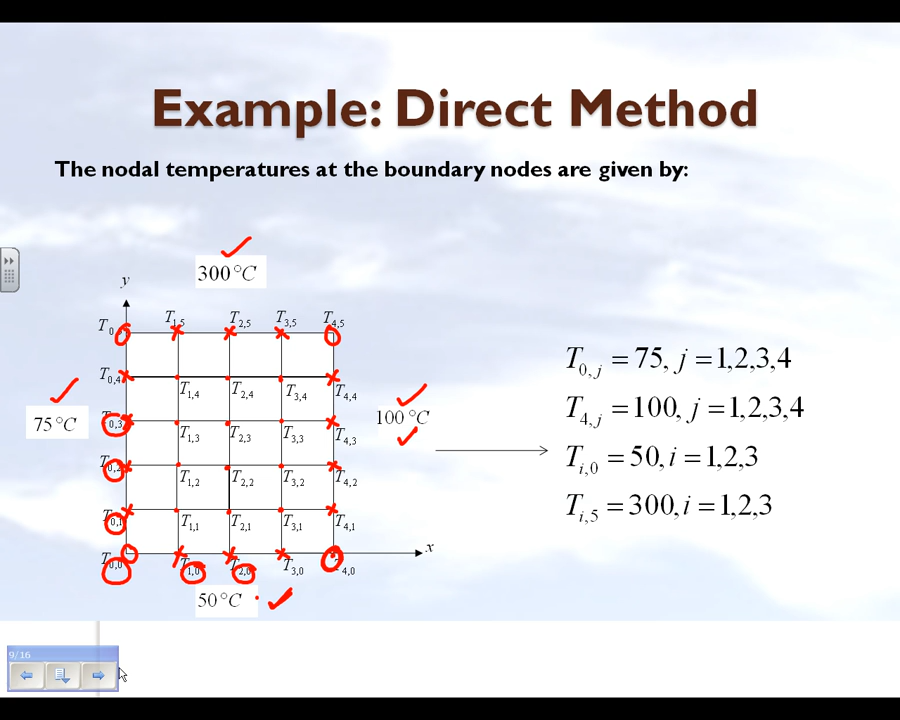 Example: Direct Method
The nodal temperatures at the boundary nodes are given by:
300°C
y
T1,5 T2,5 T3,5 T4,5
T0,4
T1,4 T2,4 T3,4 T4,4
75°C
100°C
T0,3
T1,3 T2,3 T3,3 T4,3
T0,2
T1,2 T2,2 T3,2 T4,2
T0,1
T1,1 T2,1 T3,1 T4,1
x
T0,0 T1,0 T2,0 T3,0 T4,0
50°C
T0,j = 75, j = 1,2,3,4
T4,j = 100, j = 1,2,3,4
Ti,0 = 50, i = 1,2,3
Ti,5 = 300, i = 1,2,3
9/16